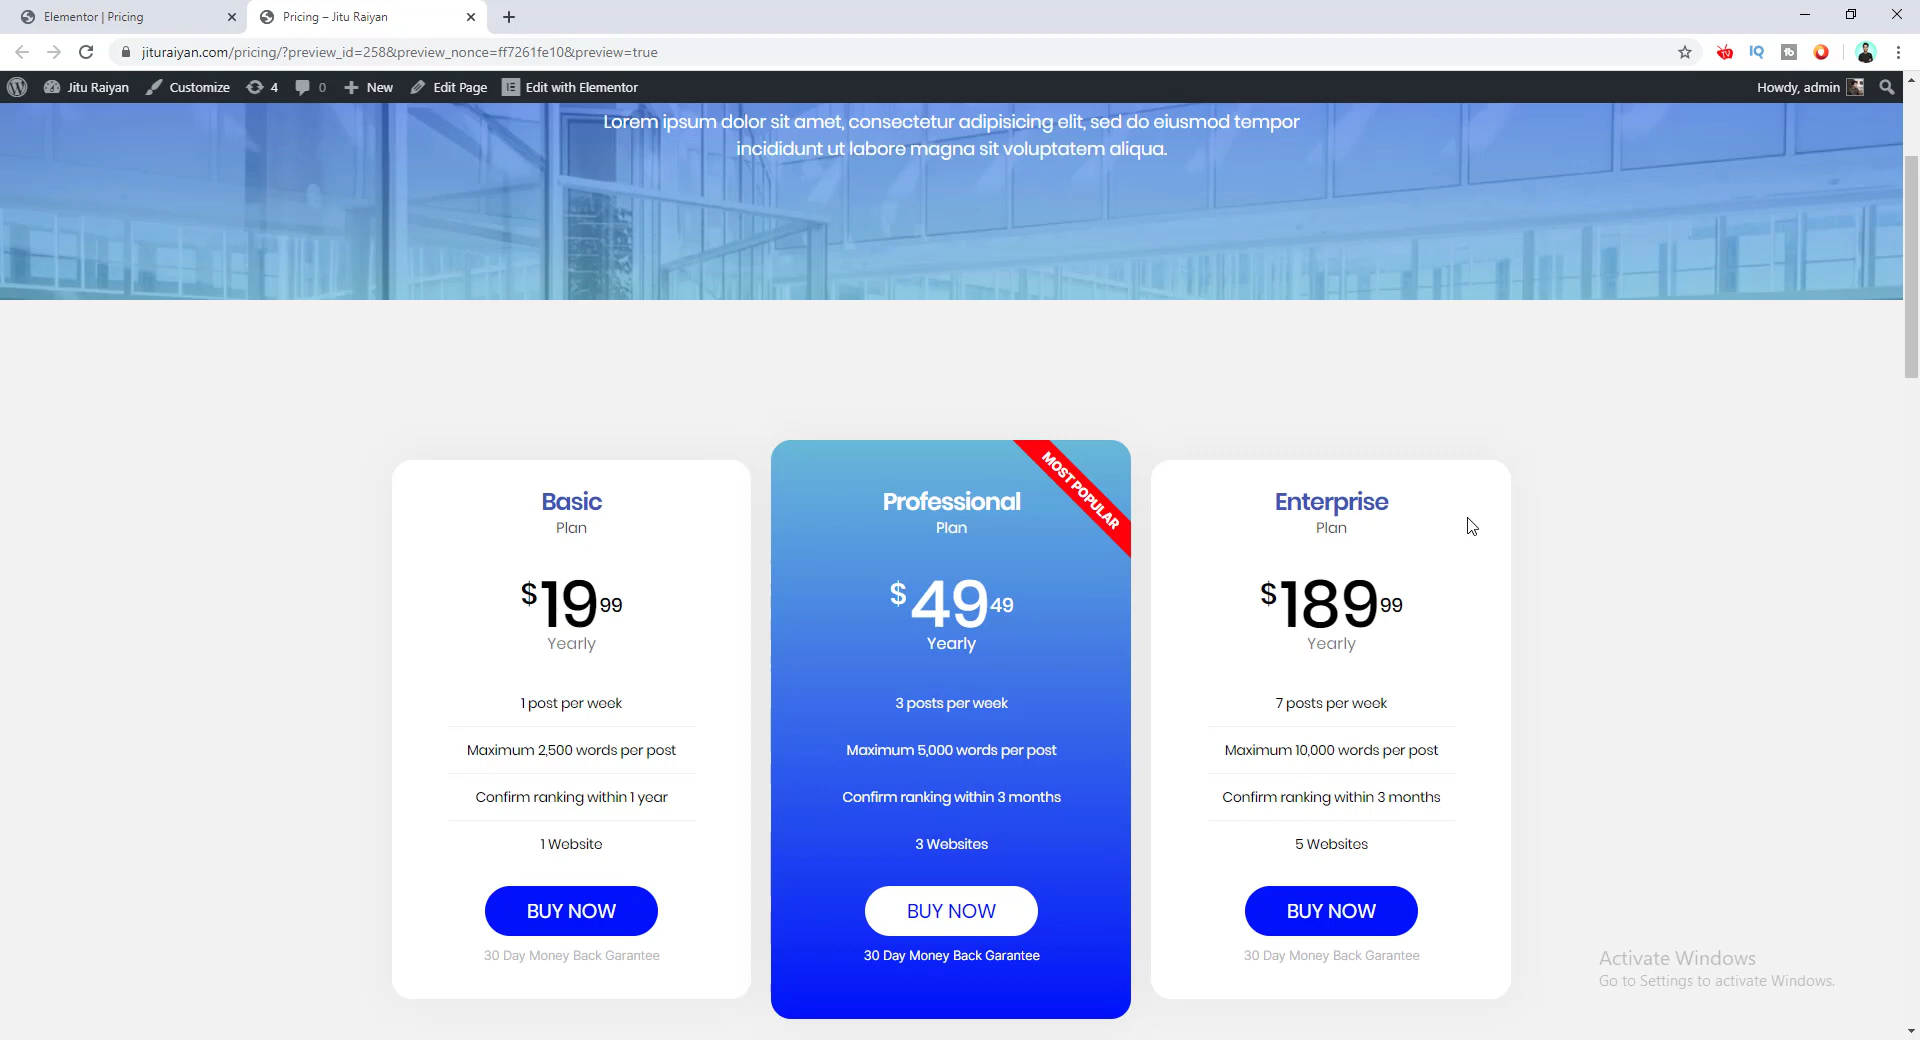 Elementor | Pricing
Pricing – Jitu Raiyan
jituraiyan.com/pricing/?preview_id=258&preview_nonce=ff7261fe10&preview=true
IQ
tb
Jitu Raiyan
Customize
4
0
New
Edit Page
Edit with Elementor
Howdy, admin
Lorem ipsum dolor sit amet, consectetur adipisicing elit, sed do eiusmod tempor
incididunt ut labore magna sit voluptatem aliqua.
Basic
Plan
$19 99
Yearly
1 post per week
Maximum 2,500 words per post
Confirm ranking within 1 year
1 Website
BUY NOW
30 Day Money Back Garantee
MOST POPULAR
Professional
Plan
$49 49
Yearly
3 posts per week
Maximum 5,000 words per post
Confirm ranking within 3 months
3 Websites
BUY NOW
30 Day Money Back Garantee
Enterprise
Plan
$189 99
Yearly
7 posts per week
Maximum 10,000 words per post
Confirm ranking within 3 months
5 Websites
BUY NOW
30 Day Money Back Garantee
Activate Windows
Go to Settings to activate Windows.